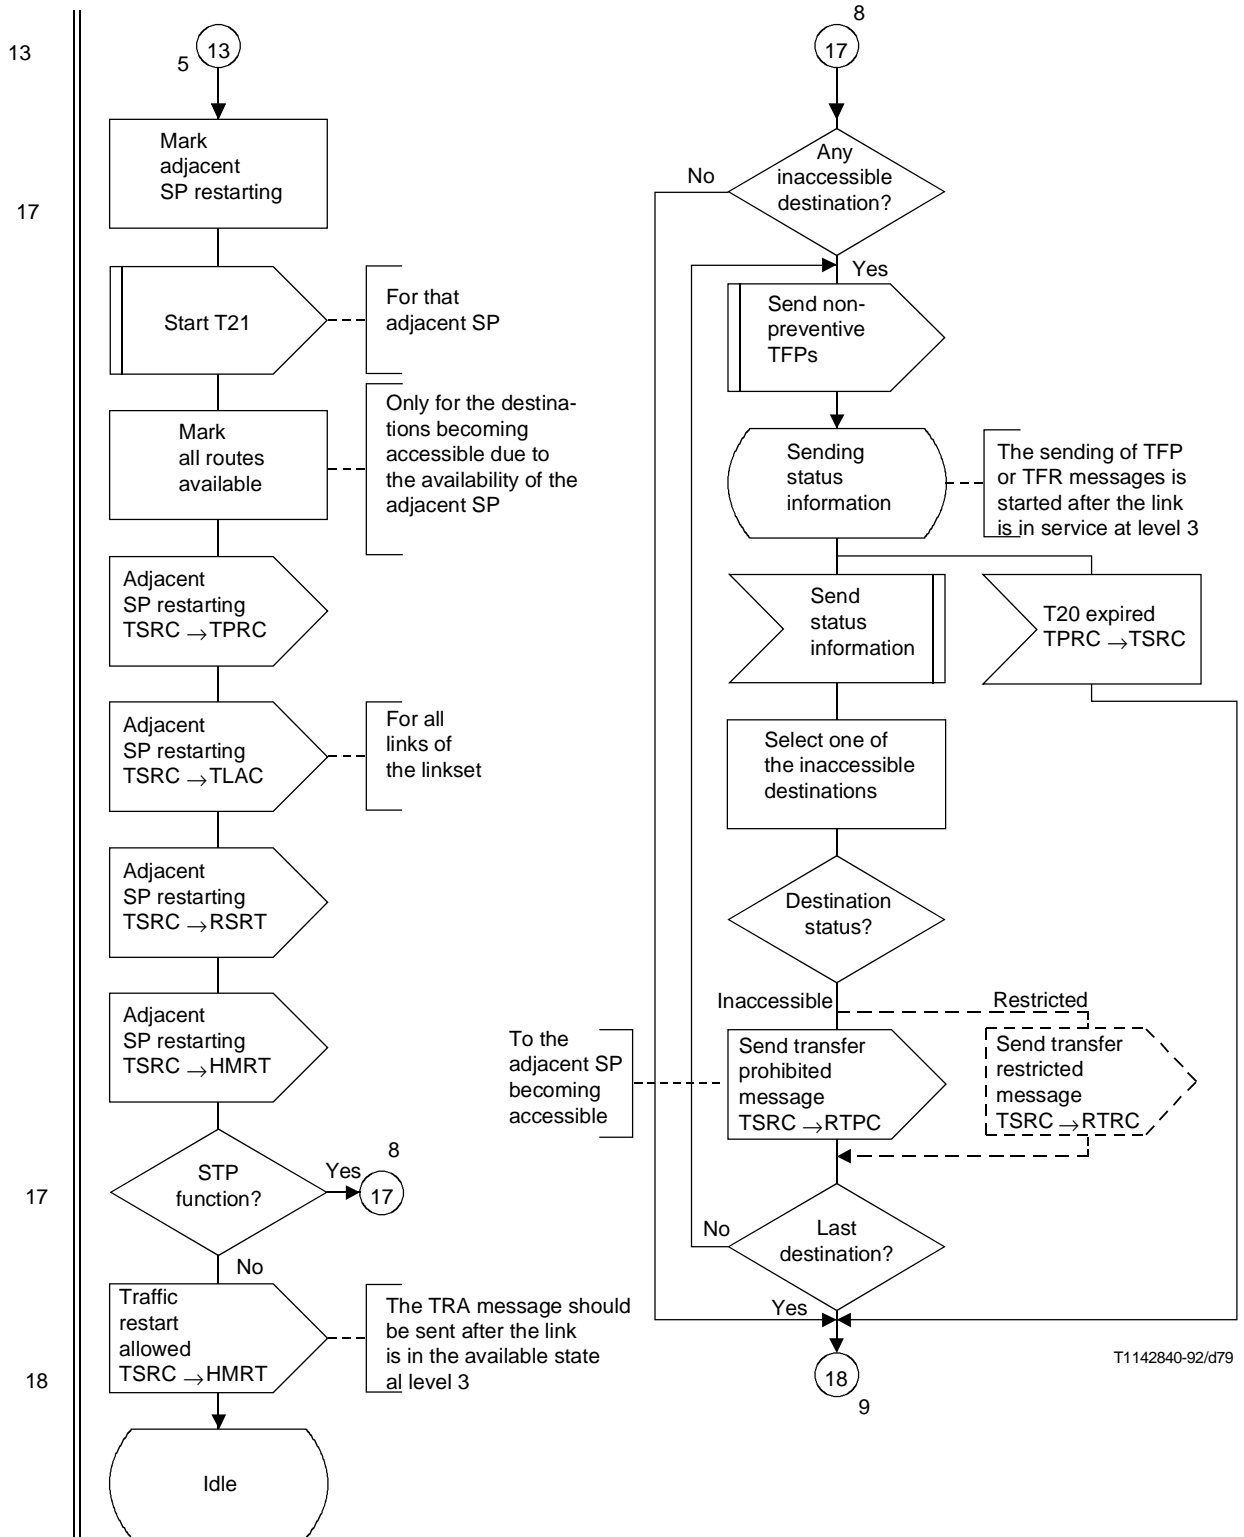 13
17
17
18
5
13
Mark
adjacent
SP restarting
Start T21
For that
adjacent SP
Mark
all routes
available
Only for the destina-
tions becoming
accessible due to
the availability of the
adjacent SP
Adjacent
SP restarting
TSRC → TPRC
Adjacent
SP restarting
TSRC → TLAC
For all
links of
the linkset
Adjacent
SP restarting
TSRC → RSRT
Adjacent
SP restarting
TSRC → HMRT
STP
function?
Yes
8
17
No
Traffic
restart
allowed
TSRC → HMRT
The TRA message should
be sent after the link
is in the available state
al level 3
Idle
8
17
Any
inaccessible
destination?
No
Yes
Send non-
preventive
TFPs
Sending
status
information
The sending of TFP
or TFR messages is
started after the link
is in service at level 3
Send
status
information
T20 expired
TPRC → TSRC
Select one of
the inaccessible
destinations
Destination
status?
Inaccessible
Restricted
To the
adjacent SP
becoming
accessible
Send transfer
prohibited
message
TSRC → RTPC
Send transfer
restricted
message
TSRC → RTRC
No
Last
destination?
Yes
18
9
T1142840-92/d79